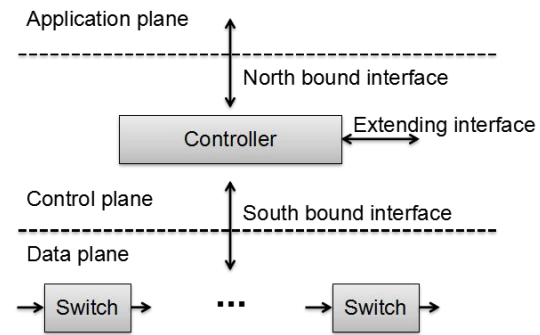 Application plane
North bound interface
Controller
Extending interface
Control plane
South bound interface
Data plane
Switch ... Switch